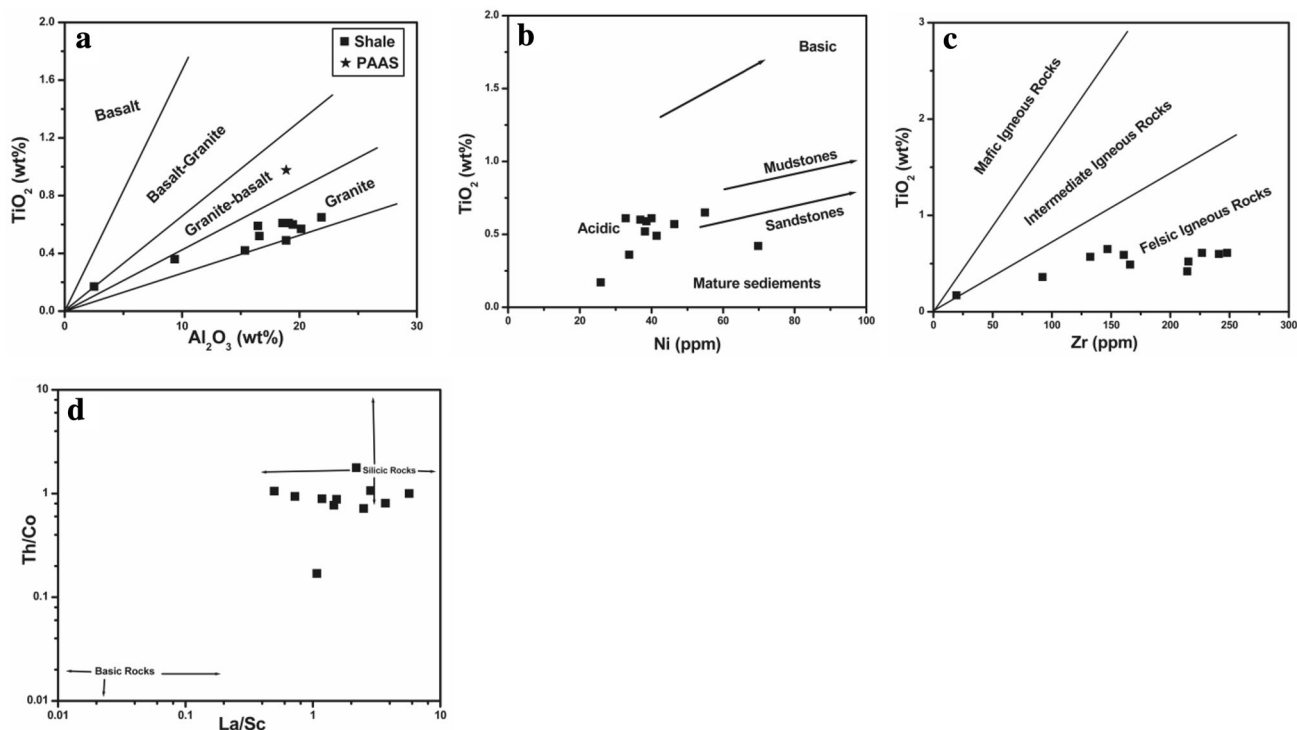 a
2.0
1.6
1.2
0.8
0.4
0.0
TiO₂ (wt%)
Basalt
Basalt-Granite
Granite-basalt
Granite
Shale
PAAS
0
10
20
30
Al₂O₃ (wt%)
b
2.0
1.5
1.0
0.5
0.0
TiO₂ (wt%)
Basic
Mudstones
Sandstones
Acidic
Mature sediements
0
20
40
60
80
100
Ni (ppm)
c
3
2
1
0
TiO₂ (wt%)
Mafic Igneous Rocks
Intermediate Igneous Rocks
Felsic Igneous Rocks
0
50
100
150
200
250
300
Zr (ppm)
d
10
1
0.1
0.01
Th/Co
Silicic Rocks
Basic Rocks
0.01
0.1
1
10
La/Sc